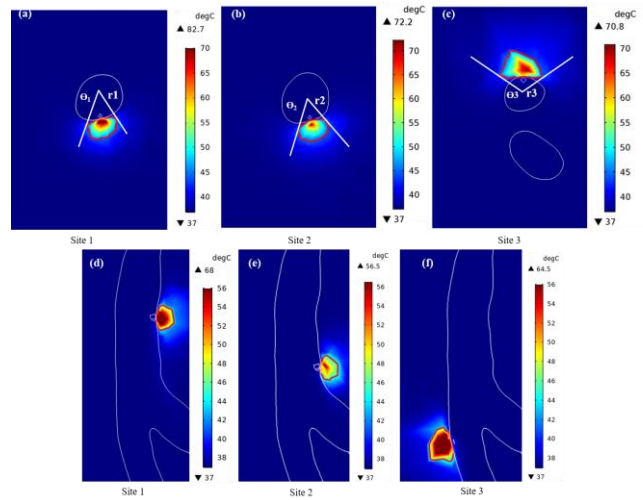 (a)
degC
▲ 82.7
70
65
60
55
50
45
40
▼ 37
Θ₁
r1
Site 1
(b)
degC
▲ 72.2
70
65
60
55
50
45
40
▼ 37
Θ₂
r2
Site 2
(c)
degC
▲ 70.8
70
65
60
55
50
45
40
▼ 37
Θ3
r3
Site 3
(d)
degC
▲ 68
56
54
52
50
48
46
44
42
40
38
▼ 37
Site 1
(e)
degC
▲ 56.5
56
54
52
50
48
46
44
42
40
38
▼ 37
Site 2
(f)
degC
▲ 64.5
56
54
52
50
48
46
44
42
40
38
▼ 37
Site 3